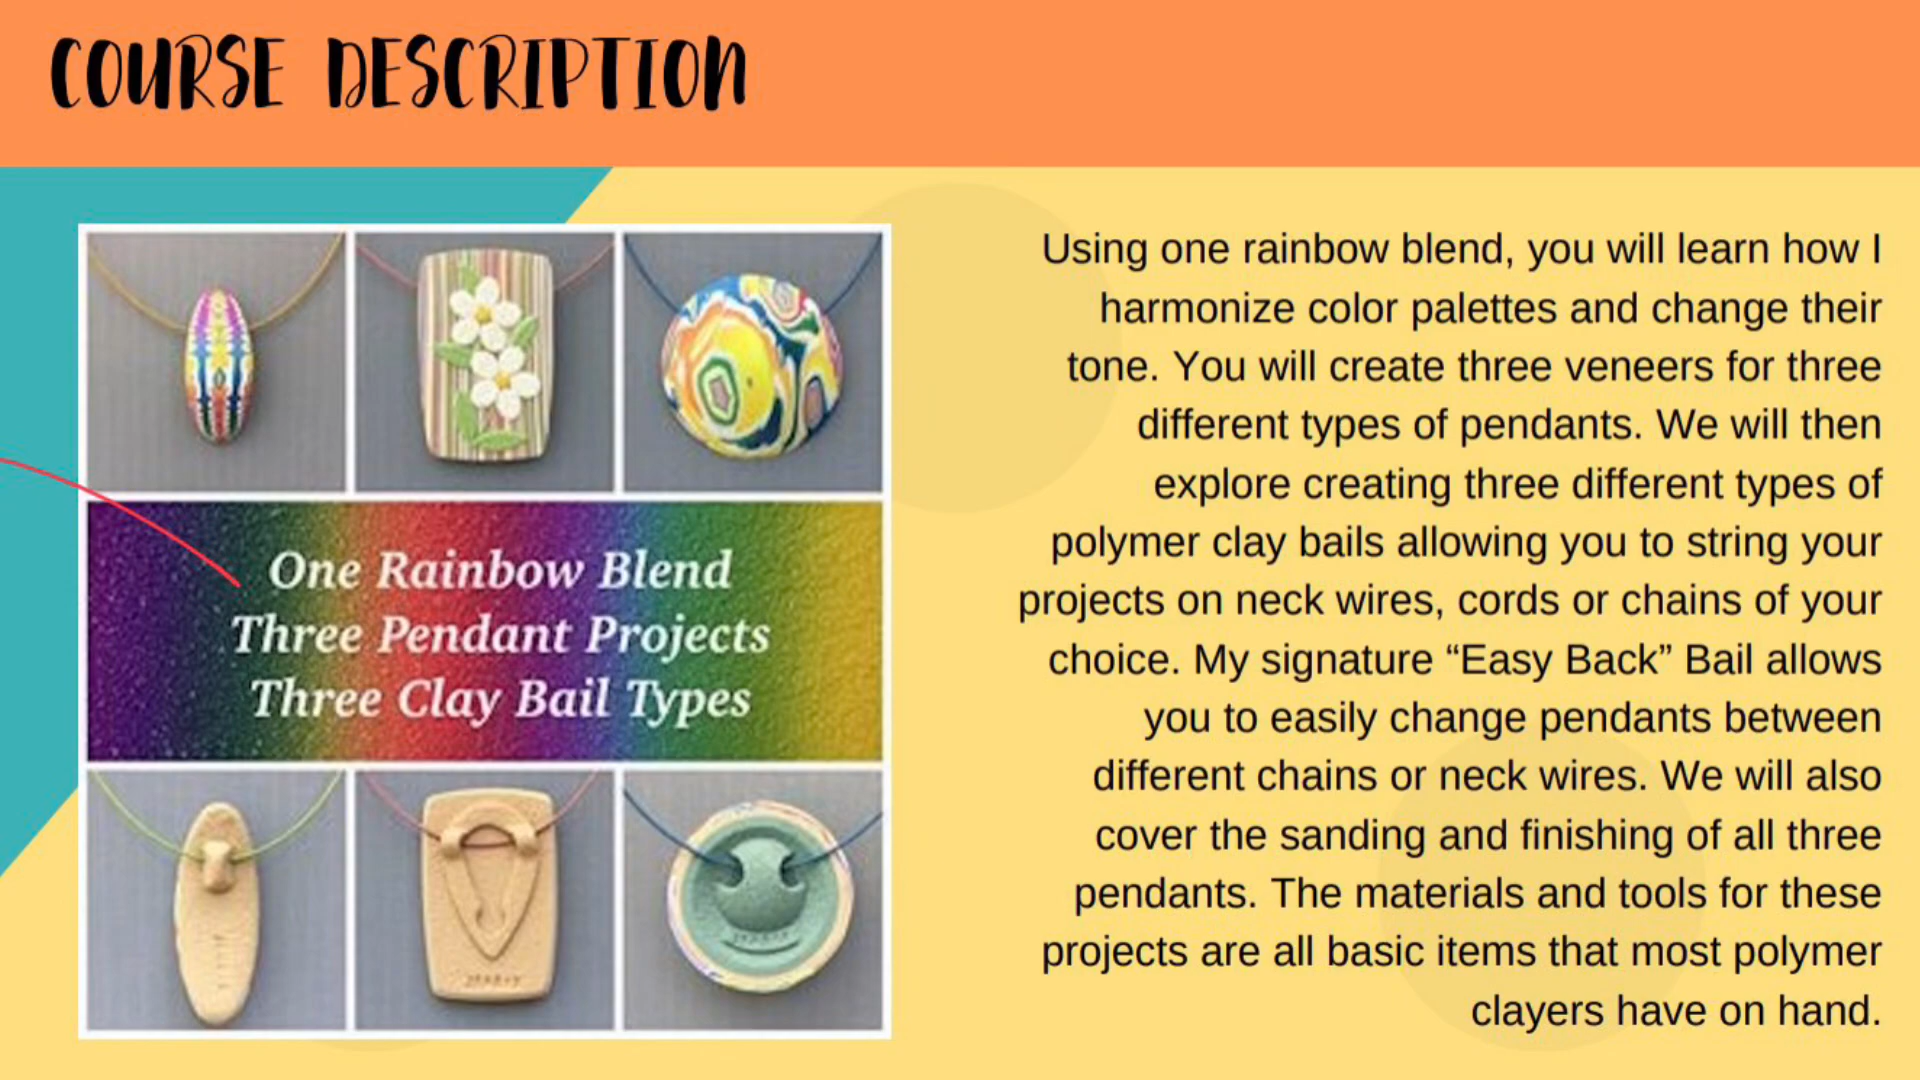 COURSE DESCRIPTION
One Rainbow Blend
Three Pendant Projects
Three Clay Bail Types
Using one rainbow blend, you will learn how I
harmonize color palettes and change their
tone. You will create three veneers for three
different types of pendants. We will then
explore creating three different types of
polymer clay bails allowing you to string your
projects on neck wires, cords or chains of your
choice. My signature “Easy Back” Bail allows
you to easily change pendants between
different chains or neck wires. We will also
cover the sanding and finishing of all three
pendants. The materials and tools for these
projects are all basic items that most polymer
clayers have on hand.